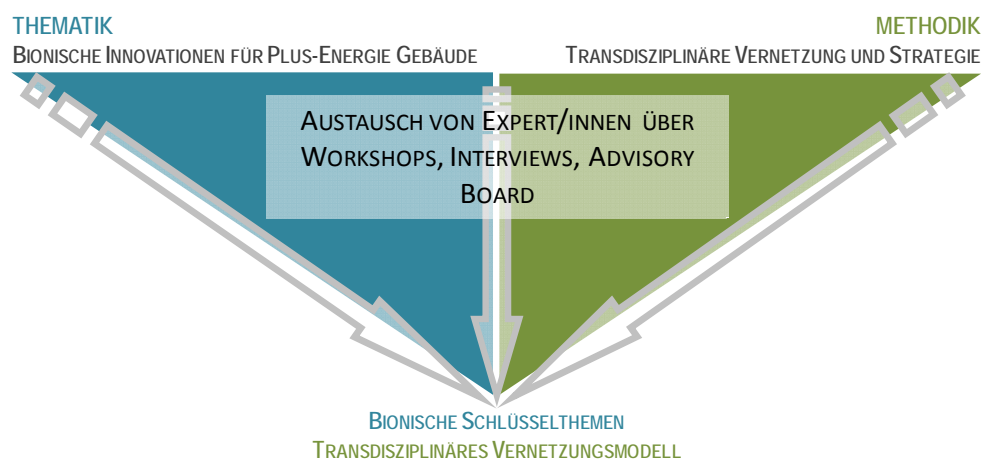 THEMATIK
BIONISCHE INNOVATIONEN FÜR PLUS-ENERGIE GEBÄUDE
METHODIK
TRANSDISZIPLINÄRE VERNETZUNG UND STRATEGIE
AUSTAUSCH VON EXPERT/INNEN ÜBER
WORKSHOPS, INTERVIEWS, ADVISORY
BOARD
BIONISCHE SCHLÜSSELTHEMEN
TRANSDISZIPLINÄRES VERNETZUNGSMODELL